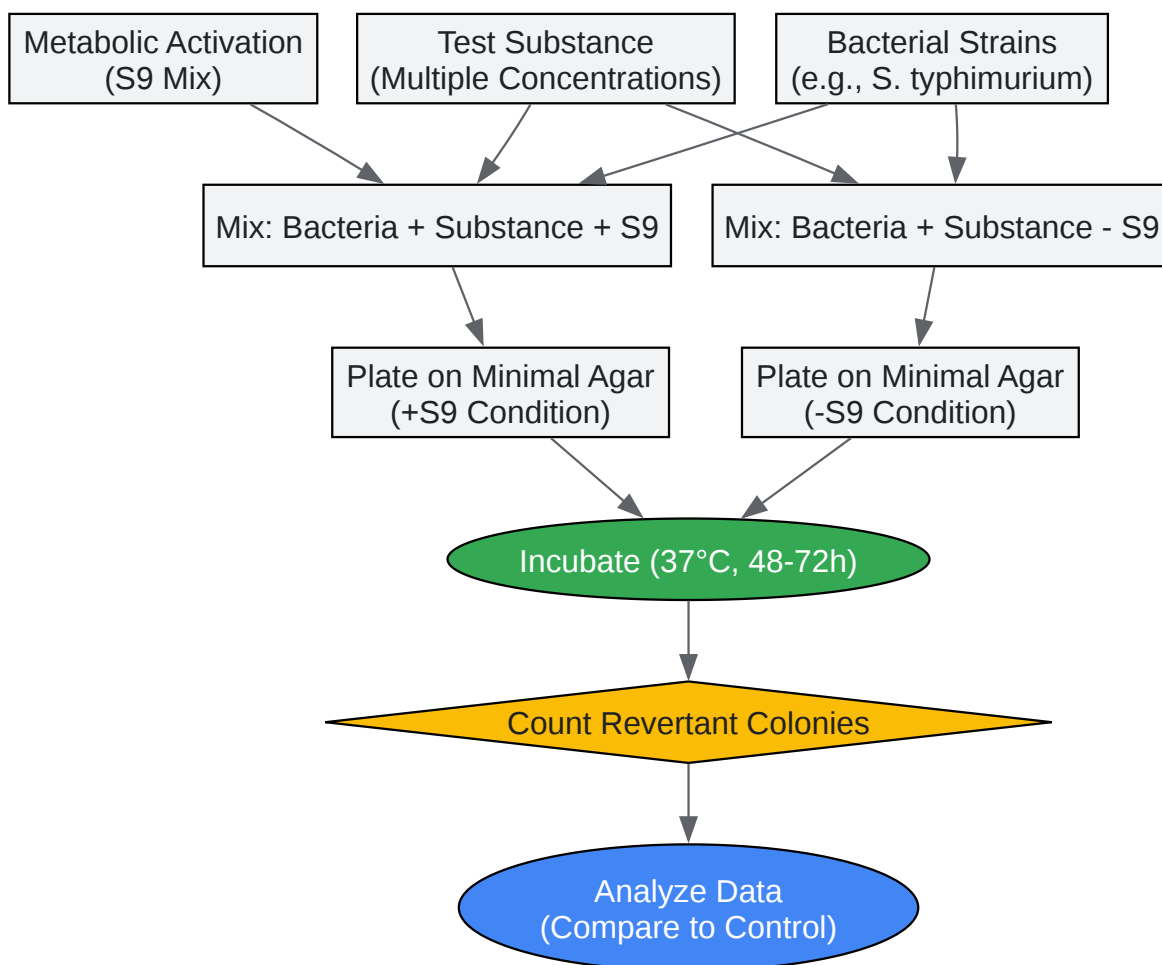 Metabolic Activation
(S9 Mix)
Test Substance
(Multiple Concentrations)
Bacterial Strains
(e.g., S. typhimurium)
Mix: Bacteria + Substance + S9
Mix: Bacteria + Substance - S9
Plate on Minimal Agar
(+S9 Condition)
Plate on Minimal Agar
(-S9 Condition)
Incubate (37°C, 48-72h)
Count Revertant Colonies
Analyze Data
(Compare to Control)